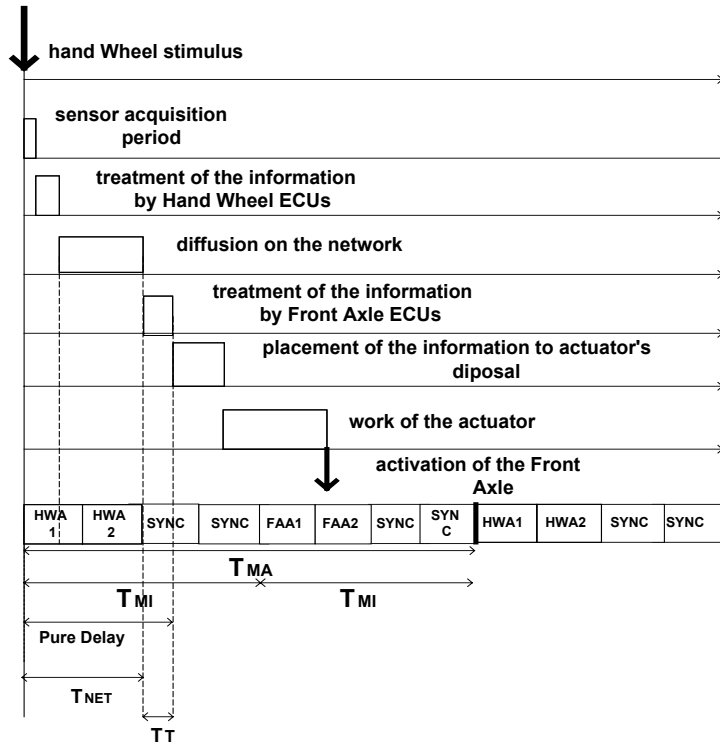 hand Wheel stimulus
sensor acquisition
period
treatment of the information
by Hand Wheel ECUs
diffusion on the network
treatment of the information
by Front Axle ECUs
placement of the information to actuator's
diposal
work of the actuator
activation of the Front
Axle
HWA HWA SYNC SYNC FAA1 FAA2 SYNC SYN HWA1 HWA2 SYNC SYNC
1 2 C
TMA
TMI TMI
Pure Delay
TNET
TT